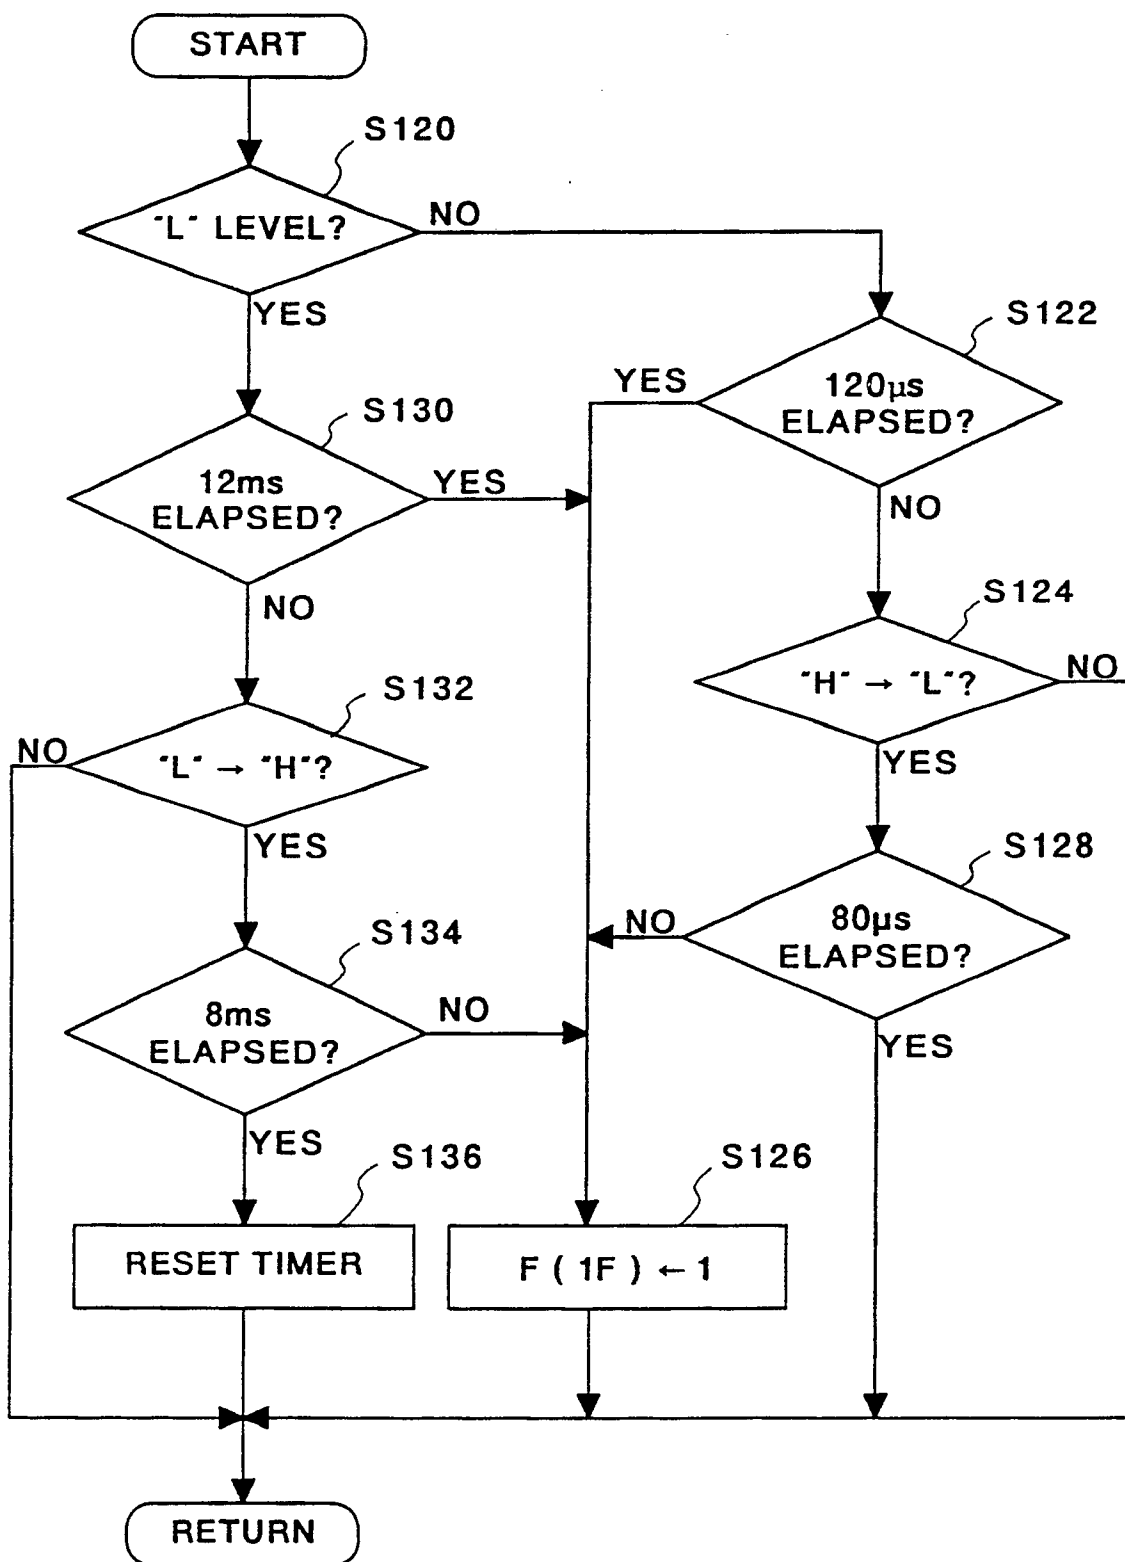 START
S120
"L" LEVEL?
NO
YES
S122
120μs
ELAPSED?
YES
NO
S130
12ms
ELAPSED?
YES
NO
S124
"H" → "L"?
NO
YES
S132
"L" → "H"?
NO
YES
S128
80μs
ELAPSED?
NO
YES
S134
8ms
ELAPSED?
NO
YES
S136
RESET TIMER
S126
F ( 1F ) ← 1
RETURN